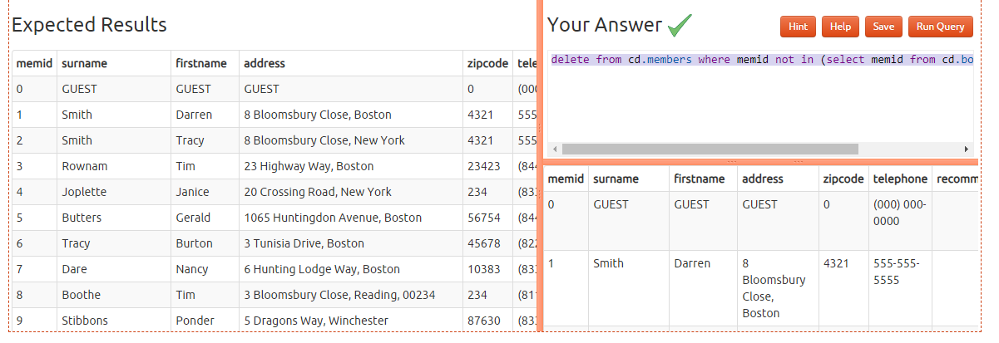 Expected Results
memid surname firstname address zipcode
0 GUEST GUEST GUEST 0 (000
1 Smith Darren 8 Bloomsbury Close, Boston 4321 555
2 Smith Tracy 8 Bloomsbury Close, New York 4321 555
3 Rownam Tim 23 Highway Way, Boston 23423 (844
4 Joplette Janice 20 Crossing Road, New York 234 (833
5 Butters Gerald 1065 Huntingdon Avenue, Boston 56754 (844
6 Tracy Burton 3 Tunisia Drive, Boston 45678 (822
7 Dare Nancy 6 Hunting Lodge Way, Boston 10383 (833
8 Boothe Tim 3 Bloomsbury Close, Reading, 00234 234 (811
9 Stibbons Ponder 5 Dragons Way, Winchester 87630 (833
Your Answer Hint Help Save Run Query
delete from cd.members where memid not in (select memid from cd.bo
memid surname firstname address zipcode telephone recomm
0 GUEST GUEST GUEST 0 (000) 000-
0000
1 Smith Darren 8 4321 555-555-
Bloomsbury 5555
Close,
Boston